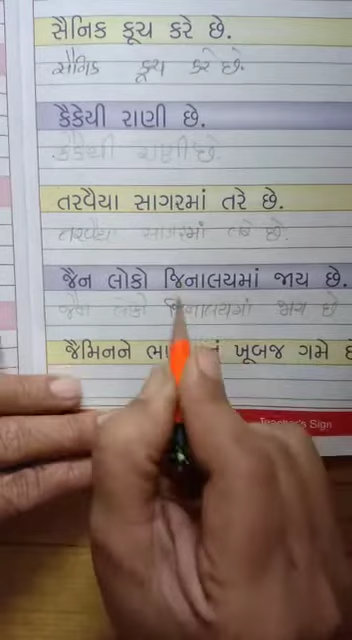 સૈનિક કૂચ કરે છે.
સૈનિક કૂચ કરે છે.
કૈકેયી રાણી છે.
કૈકેયી રાણી છે.
તરવૈયા સાગરમાં તરે છે.
તરવૈયા સાગરમાં તરે છે.
જૈન લોકો જિનાલયમાં જાય છે.
જૈન લોકો જિનાલયમાં જાય છે
જૈમિનને ખૂબજ ગમે
Teacher's Sign